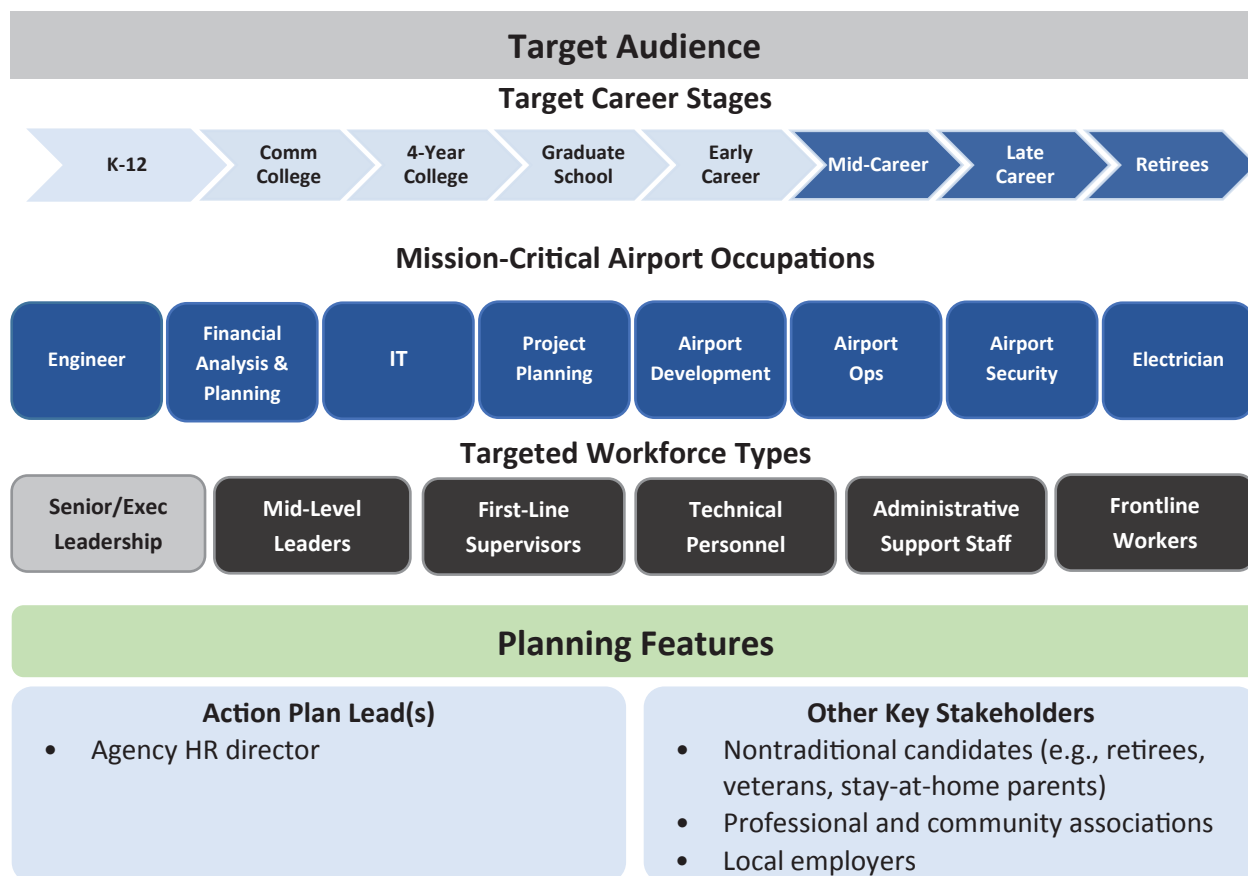 Target Audience
Target Career Stages
K-12
Comm
College
4-Year
College
Graduate
School
Early
Career
Mid-Career
Late
Career
Retirees
Mission-Critical Airport Occupations
Engineer
Financial
Analysis &
Planning
IT
Project
Planning
Airport
Development
Airport
Ops
Airport
Security
Electrician
Targeted Workforce Types
Senior/Exec
Leadership
Mid-Level
Leaders
First-Line
Supervisors
Technical
Personnel
Administrative
Support Staff
Frontline
Workers
Planning Features
Action Plan Lead(s)
• Agency HR director
Other Key Stakeholders
• Nontraditional candidates (e.g., retirees,
veterans, stay-at-home parents)
• Professional and community associations
• Local employers